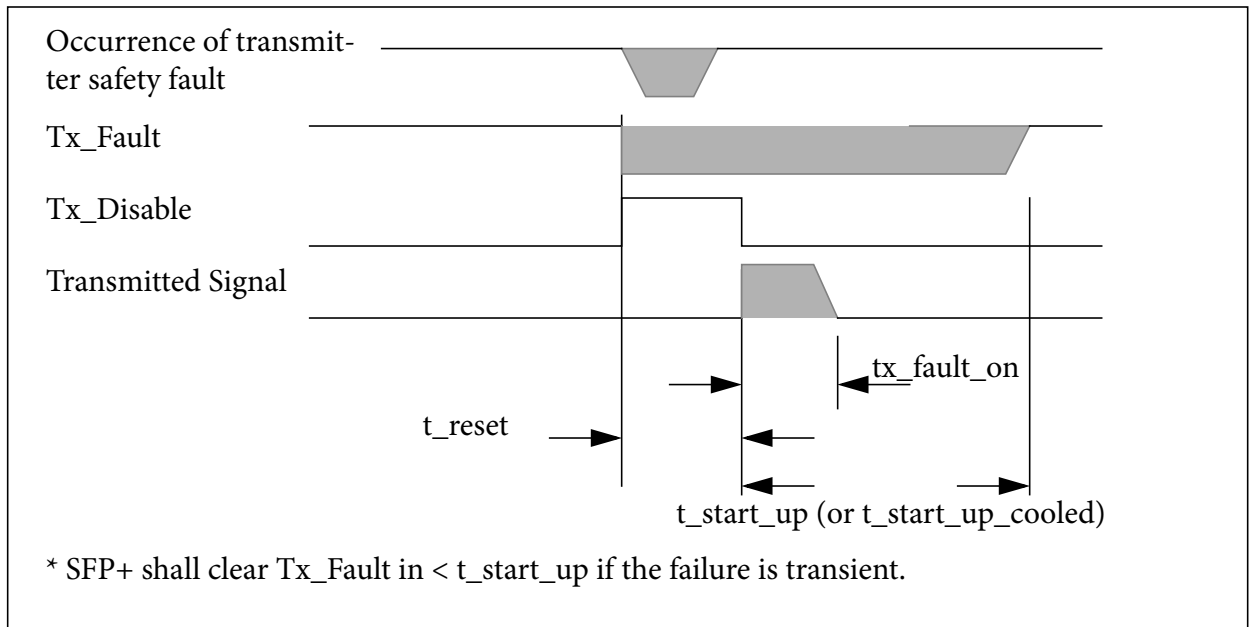 Occurrence of transmit-
ter safety fault
Tx_Fault
Tx_Disable
Transmitted Signal
tx_fault_on
t_reset
t_start_up (or t_start_up_cooled)
* SFP+ shall clear Tx_Fault in < t_start_up if the failure is transient.